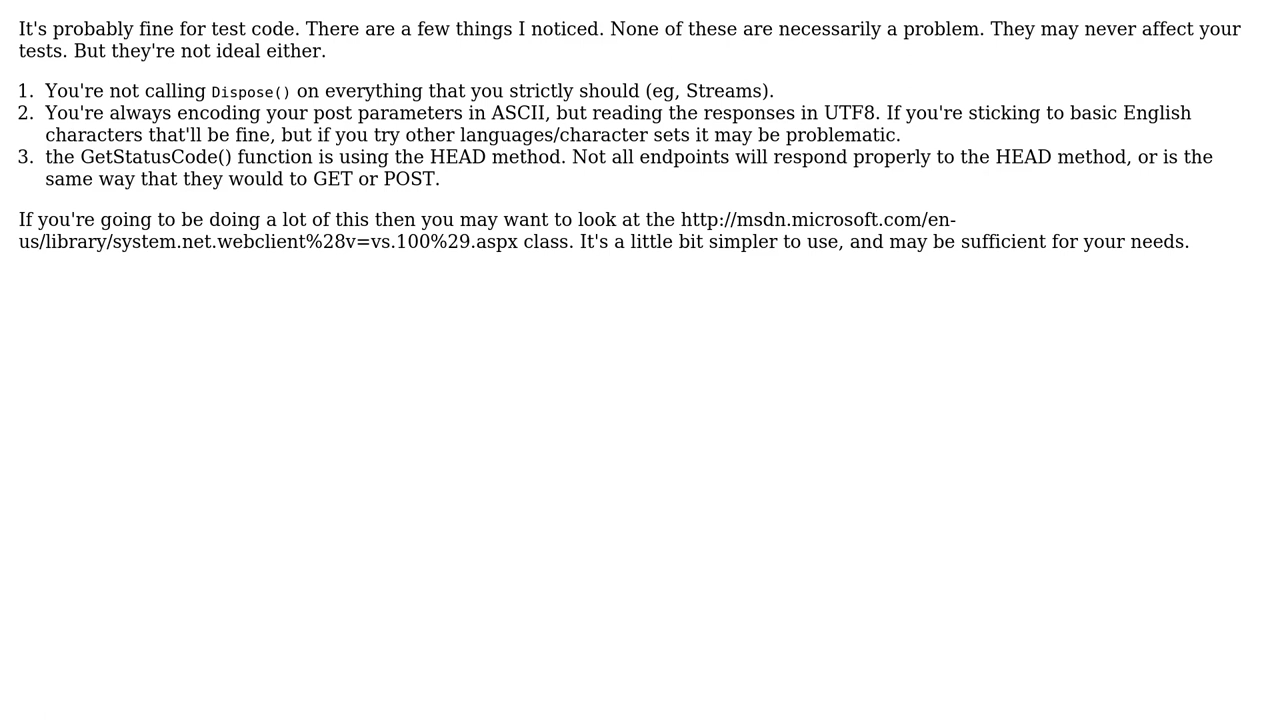 It's probably fine for test code. There are a few things I noticed. None of these are necessarily a problem. They may never affect your
tests. But they're not ideal either.
1. You're not calling Dispose() on everything that you strictly should (eg, Streams).
2. You're always encoding your post parameters in ASCII, but reading the responses in UTF8. If you're sticking to basic English
characters that'll be fine, but if you try other languages/character sets it may be problematic.
3. the GetStatusCode() function is using the HEAD method. Not all endpoints will respond properly to the HEAD method, or is the
same way that they would to GET or POST.
If you're going to be doing a lot of this then you may want to look at the http://msdn.microsoft.com/en-
us/library/system.net.webclient%28v=vs.100%29.aspx class. It's a little bit simpler to use, and may be sufficient for your needs.